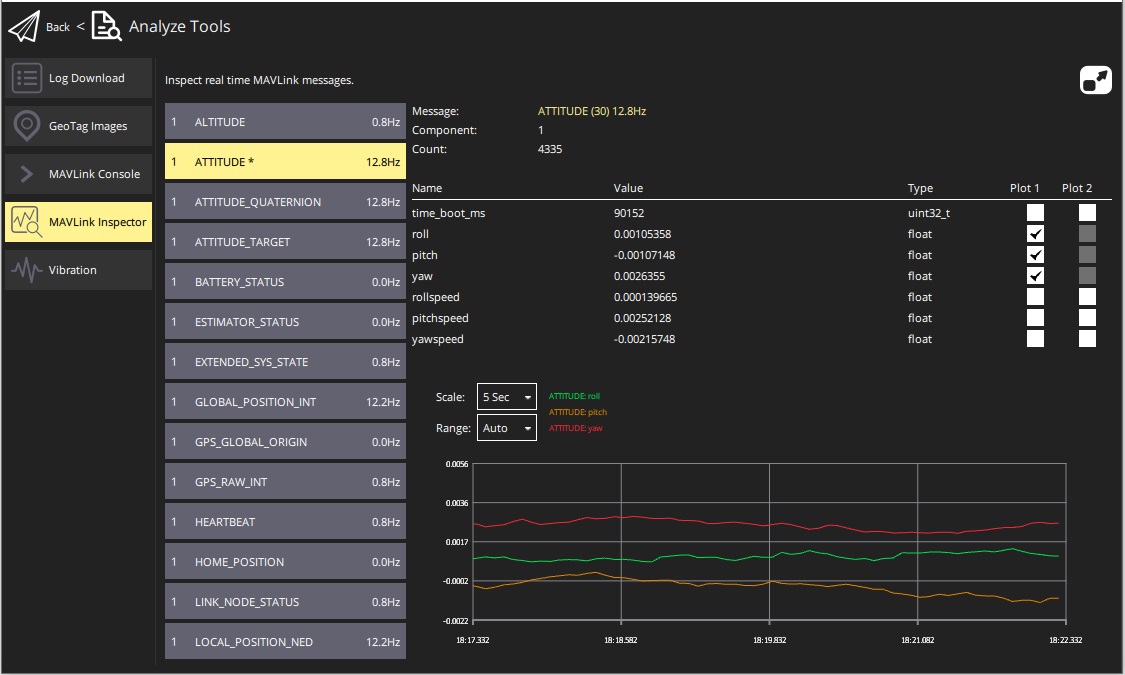 Back < Analyze Tools
Log Download
GeoTag Images
MAVLink Console
MAVLink Inspector
Vibration
Inspect real time MAVLink messages.
1 ALTITUDE 0.8Hz
1 ATTITUDE * 12.8Hz
1 ATTITUDE_QUATERNION 12.8Hz
1 ATTITUDE_TARGET 12.8Hz
1 BATTERY_STATUS 0.0Hz
1 ESTIMATOR_STATUS 0.0Hz
1 EXTENDED_SYS_STATE 0.8Hz
1 GLOBAL_POSITION_INT 12.2Hz
1 GPS_GLOBAL_ORIGIN 0.0Hz
1 GPS_RAW_INT 0.8Hz
1 HEARTBEAT 0.8Hz
1 HOME_POSITION 0.0Hz
1 LINK_NODE_STATUS 0.8Hz
1 LOCAL_POSITION_NED 12.2Hz
Message: ATTITUDE (30) 12.8Hz
Component: 1
Count: 4335
Name Value Type Plot 1 Plot 2
time_boot_ms 90152 uint32_t
roll 0.00105358 float
pitch -0.00107148 float
yaw 0.0026355 float
rollspeed 0.000139665 float
pitchspeed 0.00252128 float
yawspeed -0.00215748 float
Scale: 5 Sec
Range: Auto
ATTITUDE: roll
ATTITUDE: pitch
ATTITUDE: yaw
0.0056
0.0036
0.0017
-0.0002
-0.0022
18:17.332 18:18.582 18:19.832 18:21.082 18:22.332